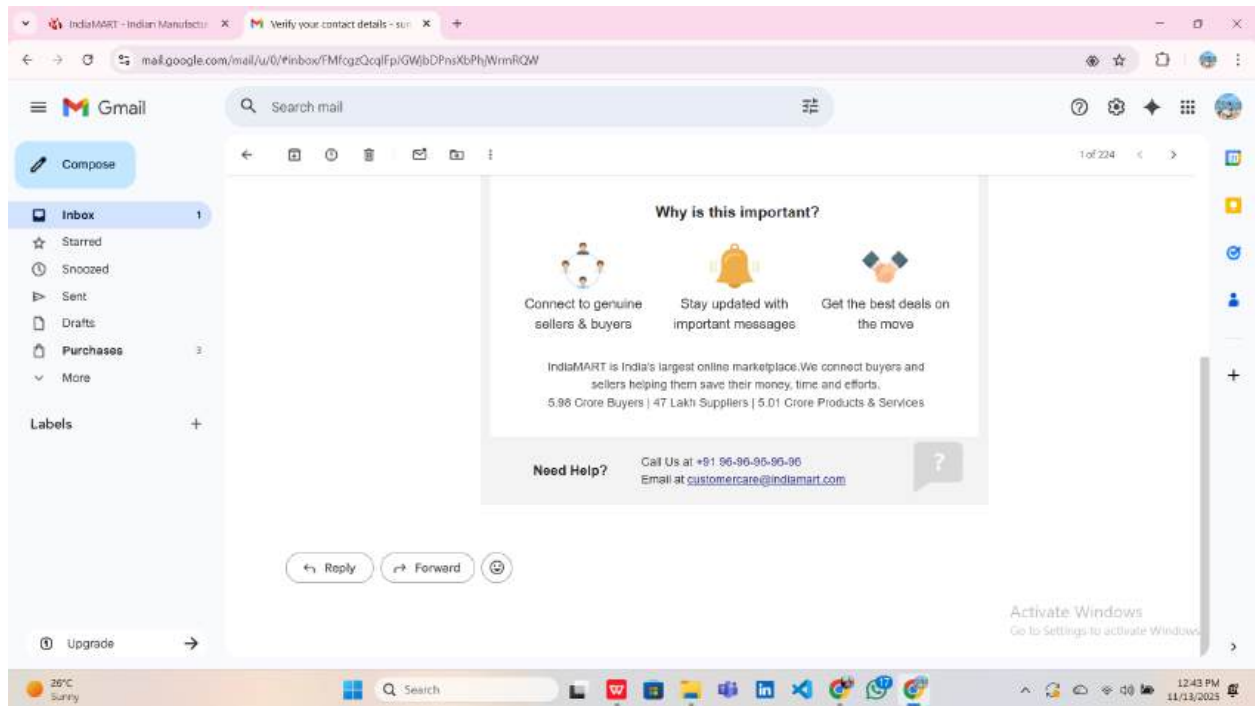 IndiaMART - Indian Manufactu
Verify your contact details - sun
mail.google.com/mail/u/0/#inbox/FMfcgzQcqlFpJGWjbDPnsXbPhjWrmRQW
Gmail
Search mail
Compose
1 of 224
Inbox 1
Starred
Snoozed
Sent
Drafts
Purchases 3
More
Labels
Why is this important?
Connect to genuine
sellers & buyers
Stay updated with
important messages
Get the best deals on
the move
IndiaMART is India's largest online marketplace.We connect buyers and
sellers helping them save their money, time and efforts.
5.98 Crore Buyers | 47 Lakh Suppliers | 5.01 Crore Products & Services
Need Help?
Call Us at +91 96-96-96-96-96
Email at customercare@indiamart.com
?
Reply
Forward
Activate Windows
Go to Settings to activate Windows
Upgrade
26°C
Sunny
Search
17
12:43 PM
11/13/2025